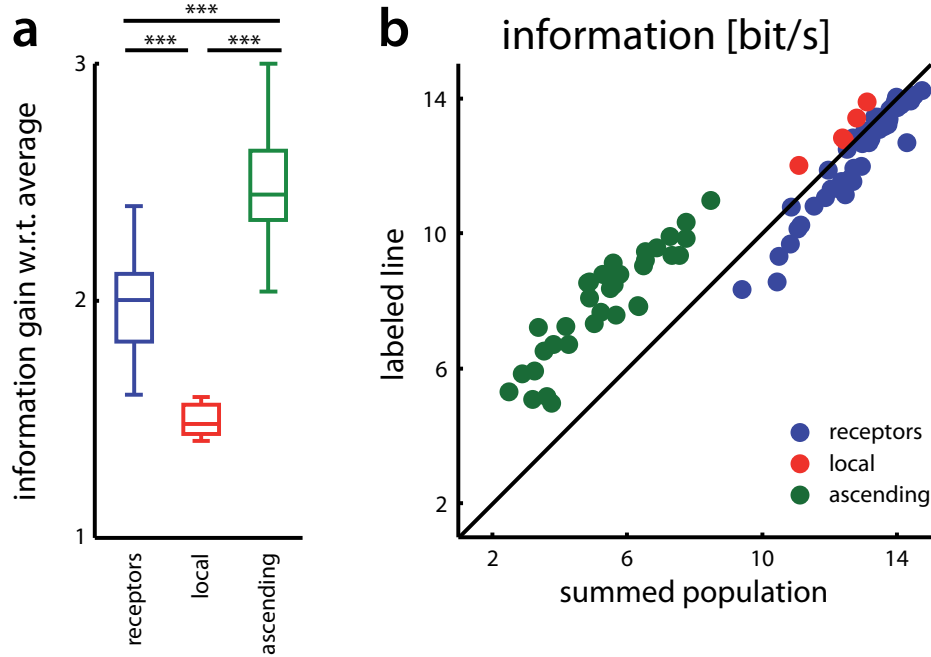 a
***
***
***
information gain w.r.t. average
3
2
1
receptors
local
ascending
b
information [bit/s]
labeled line
14
10
6
2
2
6
10
14
summed population
receptors
local
ascending